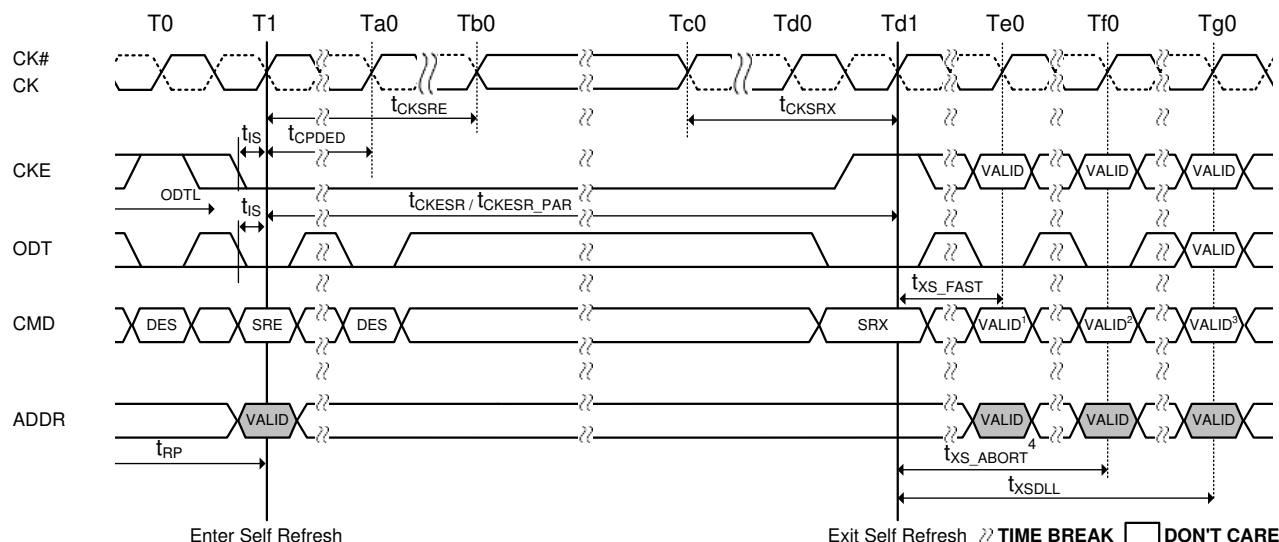 T0 T1 Ta0 Tb0 Tc0 Td0 Td1 Te0 Tf0 Tg0
CK#
CK
tCKSRE tCKSRX
tIS tCPDED
CKE VALID VALID VALID
ODTL
tIS tCKESR / tCKESR_PAR
ODT VALID
tXS_FAST
CMD DES SRE DES SRX VALID1 VALID2 VALID3
ADDR VALID VALID VALID VALID
tRP tXS_ABORT4
tXSDLL
Enter Self Refresh Exit Self Refresh TIME BREAK DON'T CARE